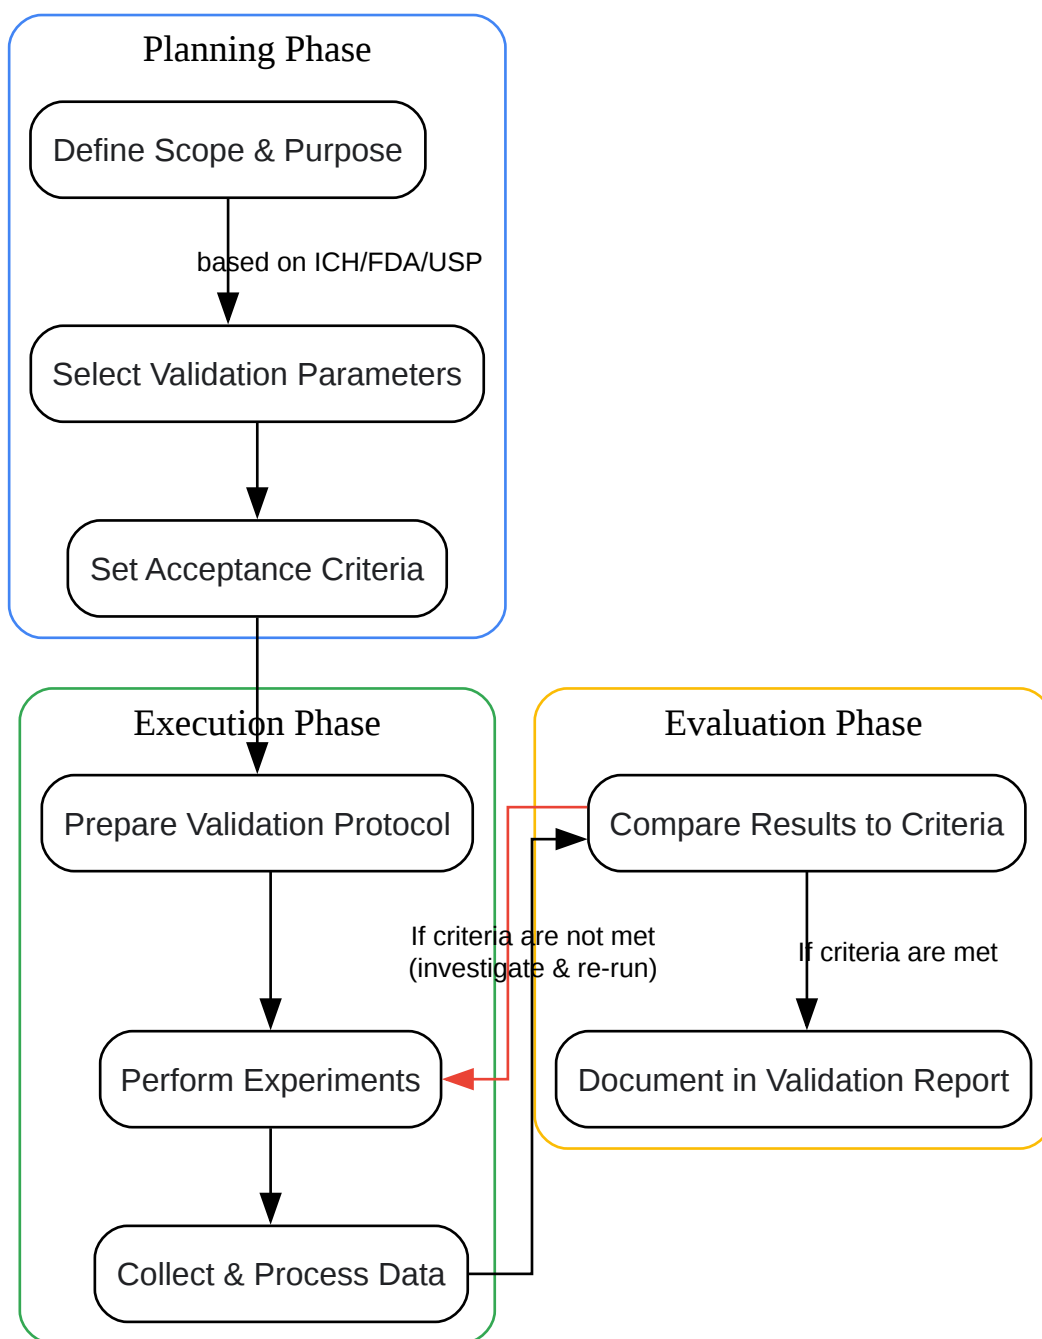 Planning Phase
Define Scope & Purpose
based on ICH/FDA/USP
Select Validation Parameters
Set Acceptance Criteria
Execution Phase
Prepare Validation Protocol
Perform Experiments
Collect & Process Data
Evaluation Phase
Compare Results to Criteria
If criteria are not met
(investigate & re-run)
If criteria are met
Document in Validation Report